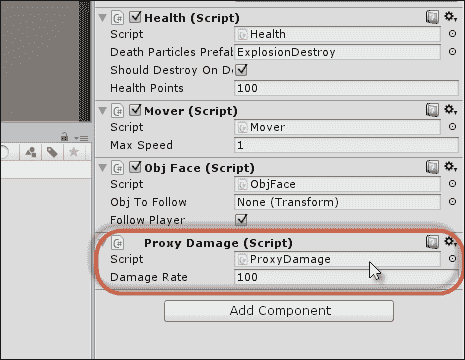 Health (Script)
Script Health
Death Particles Prefab ExplosionDestroy
Should Destroy On De
Health Points 100
Mover (Script)
Script Mover
Max Speed 1
Obj Face (Script)
Script ObjFace
Obj To Follow None (Transform)
Follow Player
Proxy Damage (Script)
Script ProxyDamage
Damage Rate 100
Add Component